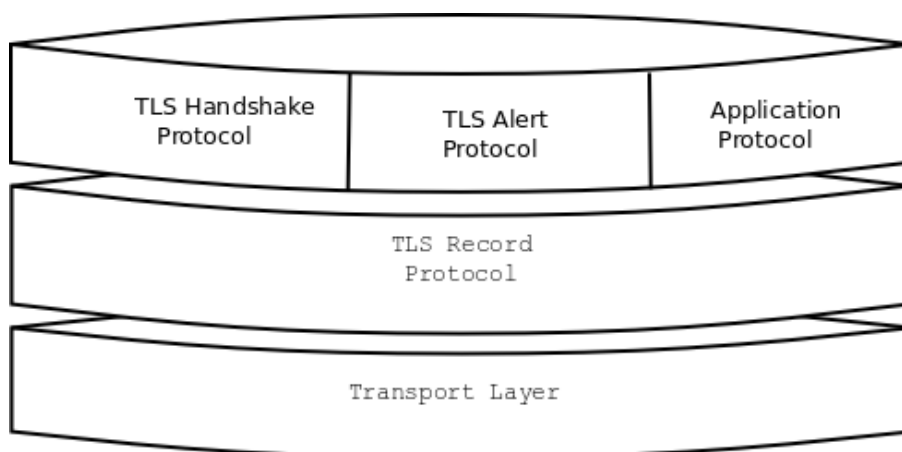 TLS Handshake
Protocol
TLS Alert
Protocol
Application
Protocol
TLS Record
Protocol
Transport Layer